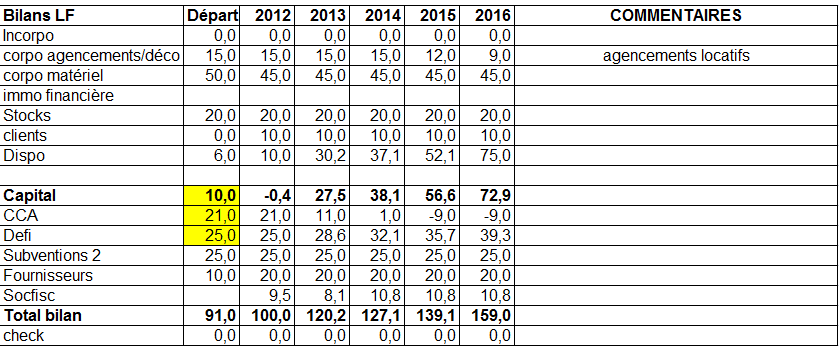 Bilans LF Départ 2012 2013 2014 2015 2016 COMMENTAIRES
Incorpo 0,0 0,0 0,0 0,0 0,0 0,0
corpo agencements/déco 15,0 15,0 15,0 15,0 12,0 9,0 agencements locatifs
corpo matériel 50,0 45,0 45,0 45,0 45,0 45,0
immo financière
Stocks 20,0 20,0 20,0 20,0 20,0 20,0
clients 0,0 10,0 10,0 10,0 10,0 10,0
Dispo 6,0 10,0 30,2 37,1 52,1 75,0
Capital 10,0 -0,4 27,5 38,1 56,6 72,9
CCA 21,0 21,0 11,0 1,0 -9,0 -9,0
Defi 25,0 25,0 28,6 32,1 35,7 39,3
Subventions 2 25,0 25,0 25,0 25,0 25,0 25,0
Fournisseurs 10,0 20,0 20,0 20,0 20,0 20,0
Socfisc 9,5 8,1 10,8 10,8 10,8
Total bilan 91,0 100,0 120,2 127,1 139,1 159,0
check 0,0 0,0 0,0 0,0 0,0 0,0